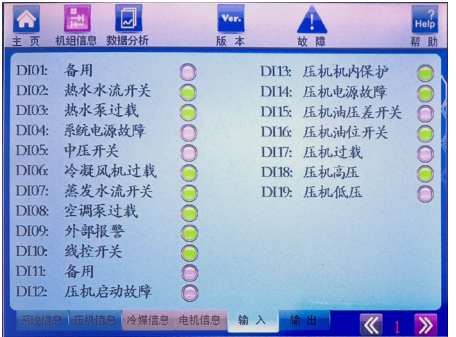 Ver.
?
Help
主 页 机组信息 数据分析 版 本 故 障 帮 助
DI01: 备用
DI02: 热水水流开关
DI03: 热水泵过载
DI04: 系统电源故障
DI05: 中压开关
DI06: 冷凝风机过载
DI07: 蒸发水流开关
DI08: 空调泵过载
DI09: 外部报警
DI10: 线控开关
DI11: 备用
DI12: 压机启动故障
DI13: 压机机内保护
DI14: 压机电源故障
DI15: 压机油压差开关
DI16: 压机油位开关
DI17: 压机过载
DI18: 压机高压
DI19: 压机低压
系统信息 压机信息 冷媒信息 电机信息 输 入 输 出 1